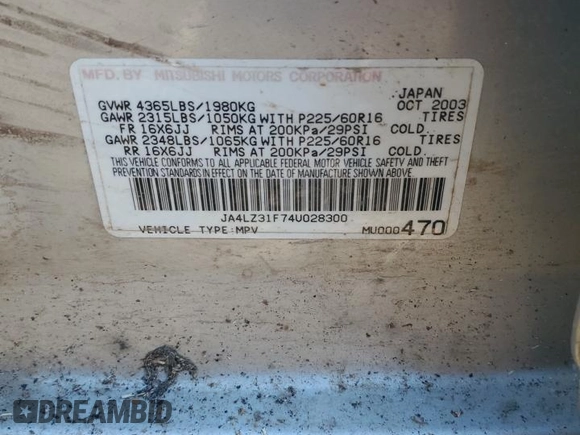 MFD. BY MITSUBISHI MOTORS CORPORATION
JAPAN
GVWR 4365LBS/1980KG OCT 2003
GAWR 2315LBS/1050KG WITH P225/60R16 TIRES
FR 16X6JJ RIMS AT 200KPa/29PSI COLD.
GAWR 2348LBS/1065KG WITH P225/60R16 TIRES
RR 16X6JJ RIMS AT 200KPa/29PSI COLD.
THIS VEHICLE CONFORMS TO ALL APPLICABLE FEDERAL MOTOR VEHICLE SAFETY AND THEFT
PREVENTION STANDARDS IN EFFECT ON THE DATE OF MANUFACTURE SHOWN ABOVE.
JA4LZ31F74U028300
VEHICLE TYPE:MPV MU000470
DREAMBID